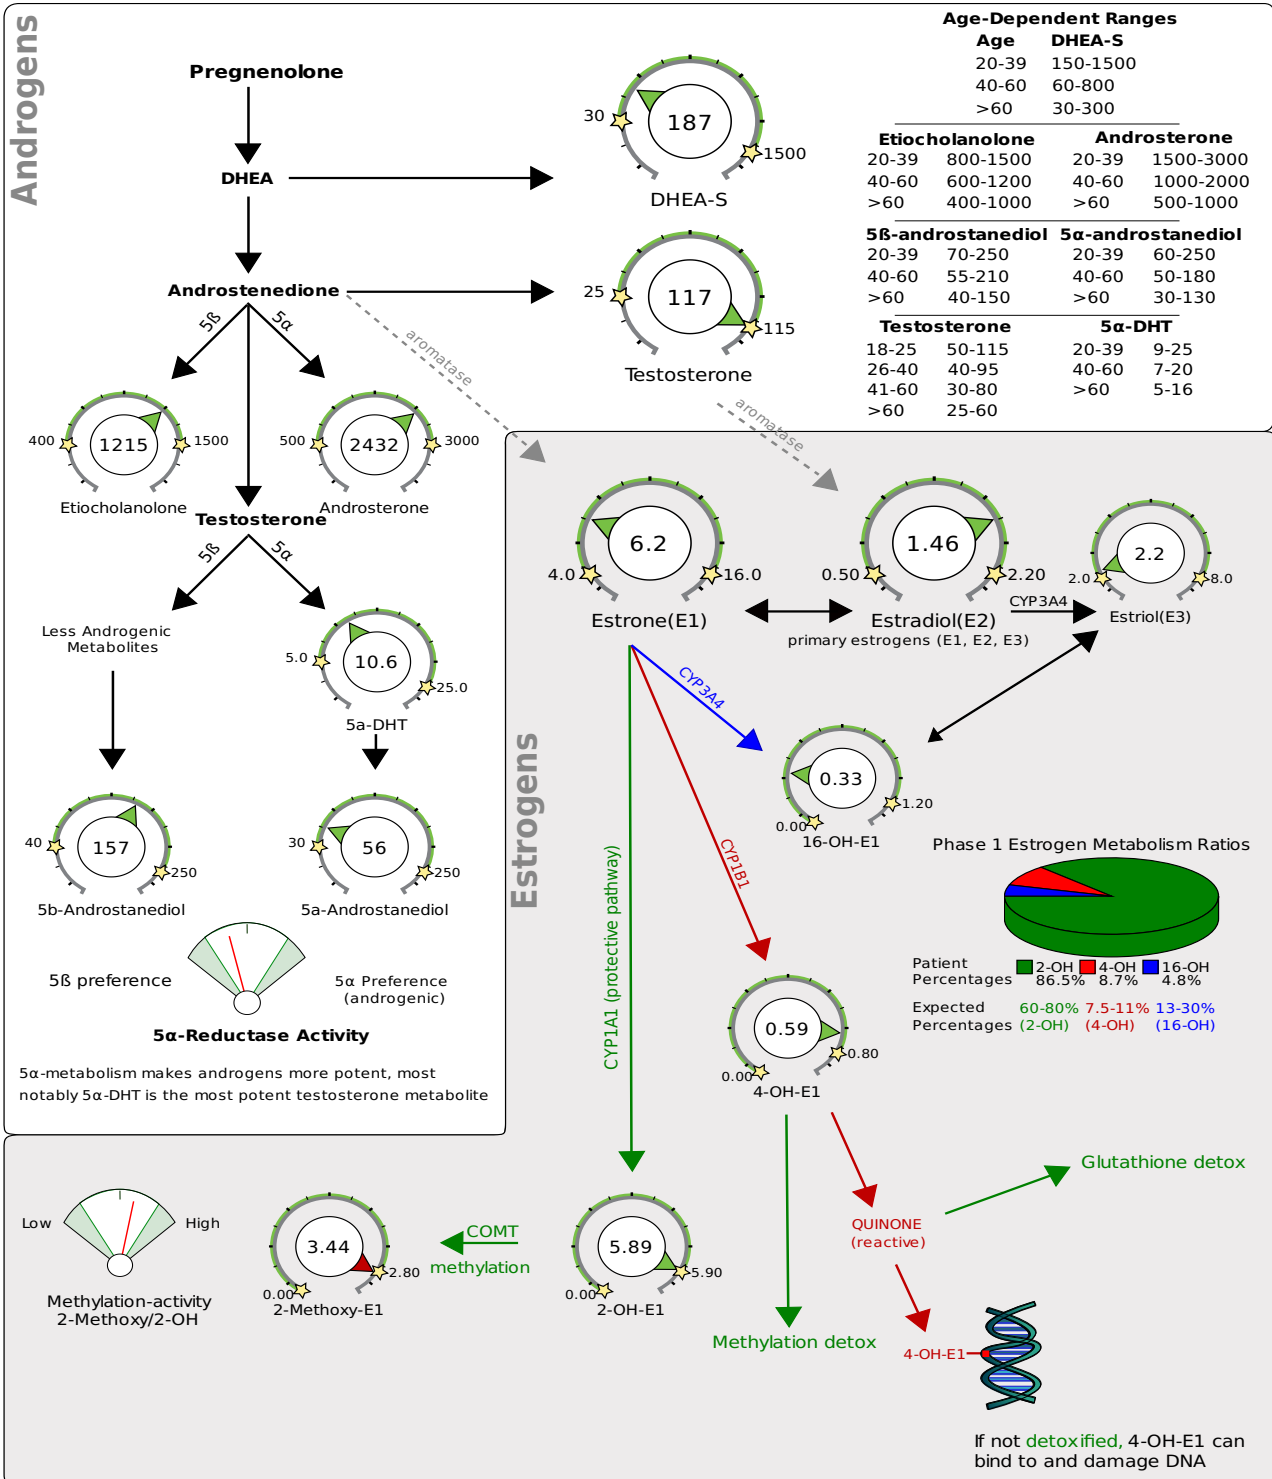 Androgens
Pregnenolone
DHEA
Androstenedione
5ß
5α
aromatase
30
187
1500
DHEA-S
25
117
115
Testosterone
aromatase
Age-Dependent Ranges
Age DHEA-S
20-39 150-1500
40-60 60-800
>60 30-300
Etiocholanolone Androsterone
20-39 800-1500 20-39 1500-3000
40-60 600-1200 40-60 1000-2000
>60 400-1000 >60 500-1000
5ß-androstanediol 5α-androstanediol
20-39 70-250 20-39 60-250
40-60 55-210 40-60 50-180
>60 40-150 >60 30-130
Testosterone 5α-DHT
18-25 50-115 20-39 9-25
26-40 40-95 40-60 7-20
41-60 30-80 >60 5-16
>60 25-60
400 1215 1500
Etiocholanolone
500 2432 3000
Androsterone
Testosterone
5ß
5α
Less Androgenic
Metabolites
5.0 10.6 25.0
5a-DHT
40 157 250
5b-Androstanediol
30 56 250
5a-Androstanediol
5ß preference
5α Preference
(androgenic)
5α-Reductase Activity
5α-metabolism makes androgens more potent, most
notably 5α-DHT is the most potent testosterone metabolite
Estrogens
4.0 6.2 16.0
Estrone(E1)
0.50 1.46 2.20
Estradiol(E2)
primary estrogens (E1, E2, E3)
CYP3A4
2.0 2.2 8.0
Estriol(E3)
CYP3A4
CYP1B1
CYP1A1 (protective pathway)
0.00 0.33 1.20
16-OH-E1
Phase 1 Estrogen Metabolism Ratios
Patient 2-OH 4-OH 16-OH
Percentages 86.5% 8.7% 4.8%
Expected 60-80% 7.5-11% 13-30%
Percentages (2-OH) (4-OH) (16-OH)
0.00 0.59 0.80
4-OH-E1
Glutathione detox
QUINONE
(reactive)
Methylation detox
4-OH-E1
If not detoxified, 4-OH-E1 can
bind to and damage DNA
0.00 5.89 5.90
2-OH-E1
COMT
methylation
0.00 3.44 2.80
2-Methoxy-E1
Low High
Methylation-activity
2-Methoxy/2-OH